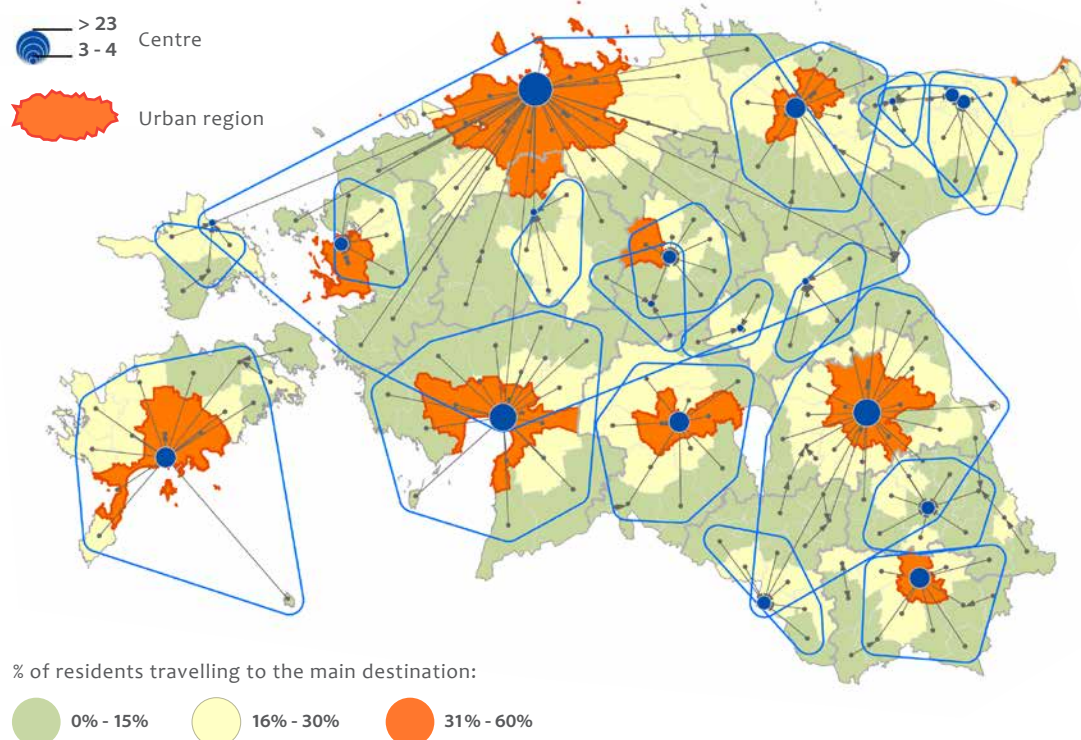 > 23
3 - 4
Centre
Urban region
% of residents travelling to the main destination:
0% - 15%
16% - 30%
31% - 60%